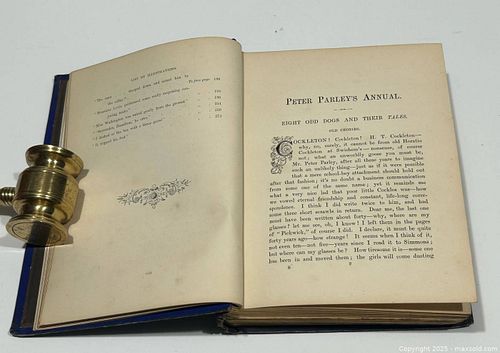 LIST OF ILLUSTRATIONS.
To face page
PETER PARLEY'S ANNUAL.
EIGHT ODD DOGS AND THEIR TALES.
OLD CRONIES.
COCKLETON! COCKLETON! H. T. Cockleton—
why, no, surely, it cannot be from old Horatio
Cockleton at Swishem's—nonsense, of course
not; what an unworldly goose you must be,
Mr. Peter Parley, after all these years to imagine
such an unlikely thing—just as if it were possible
that a mere school-boy attachment should hold out
after that fashion; it's no doubt a business communication
from some one of the same name; yet it reminds me
what a very nice lad that poor little Cockles was—how
we vowed eternal friendship and constant, life-long corre-
spondence. I think I did write twice to him, and had
some three short scrawls in return. Dear me, the last one
must have been written about forty—why, where are my
glasses? let me see, oh, I know! I left them in the pages
of "Pickwick," of course I did. I declare, it must be quite
forty years ago—how strange! It seems when I think of it,
not even ten—not five—years since I read it to Simmons;
but where can my glasses be? How tiresome it is—some one
has been in and moved them; the girls will come dusting
B
B
Copyright © 2025 - maxsold.com